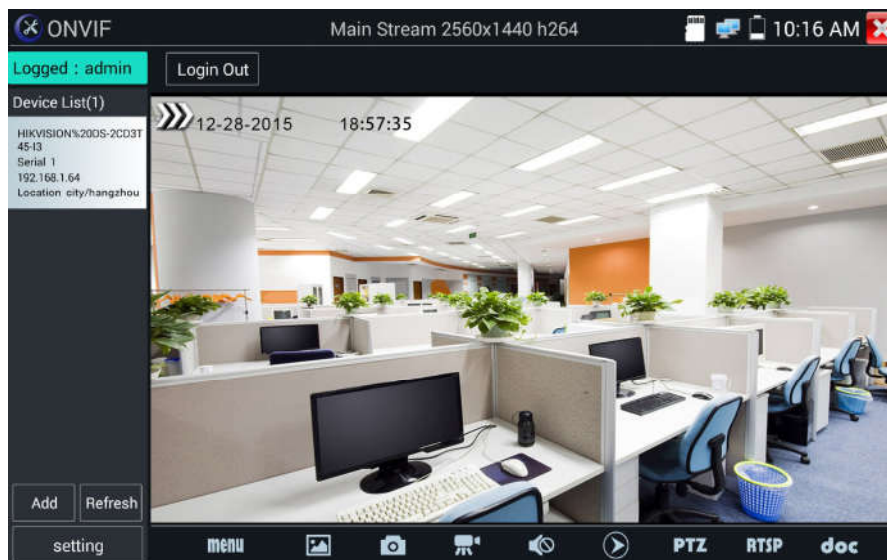 ONVIF
Main Stream 2560x1440 h264
10:16 AM
Logged : admin
Login Out
Device List(1)
HIKVISION%20DS-2CD3T
45-I3
Serial 1
192.168.1.64
Location city/hangzhou
12-28-2015 18:57:35
Add
Refresh
setting
menu
PTZ
RTSP
doc